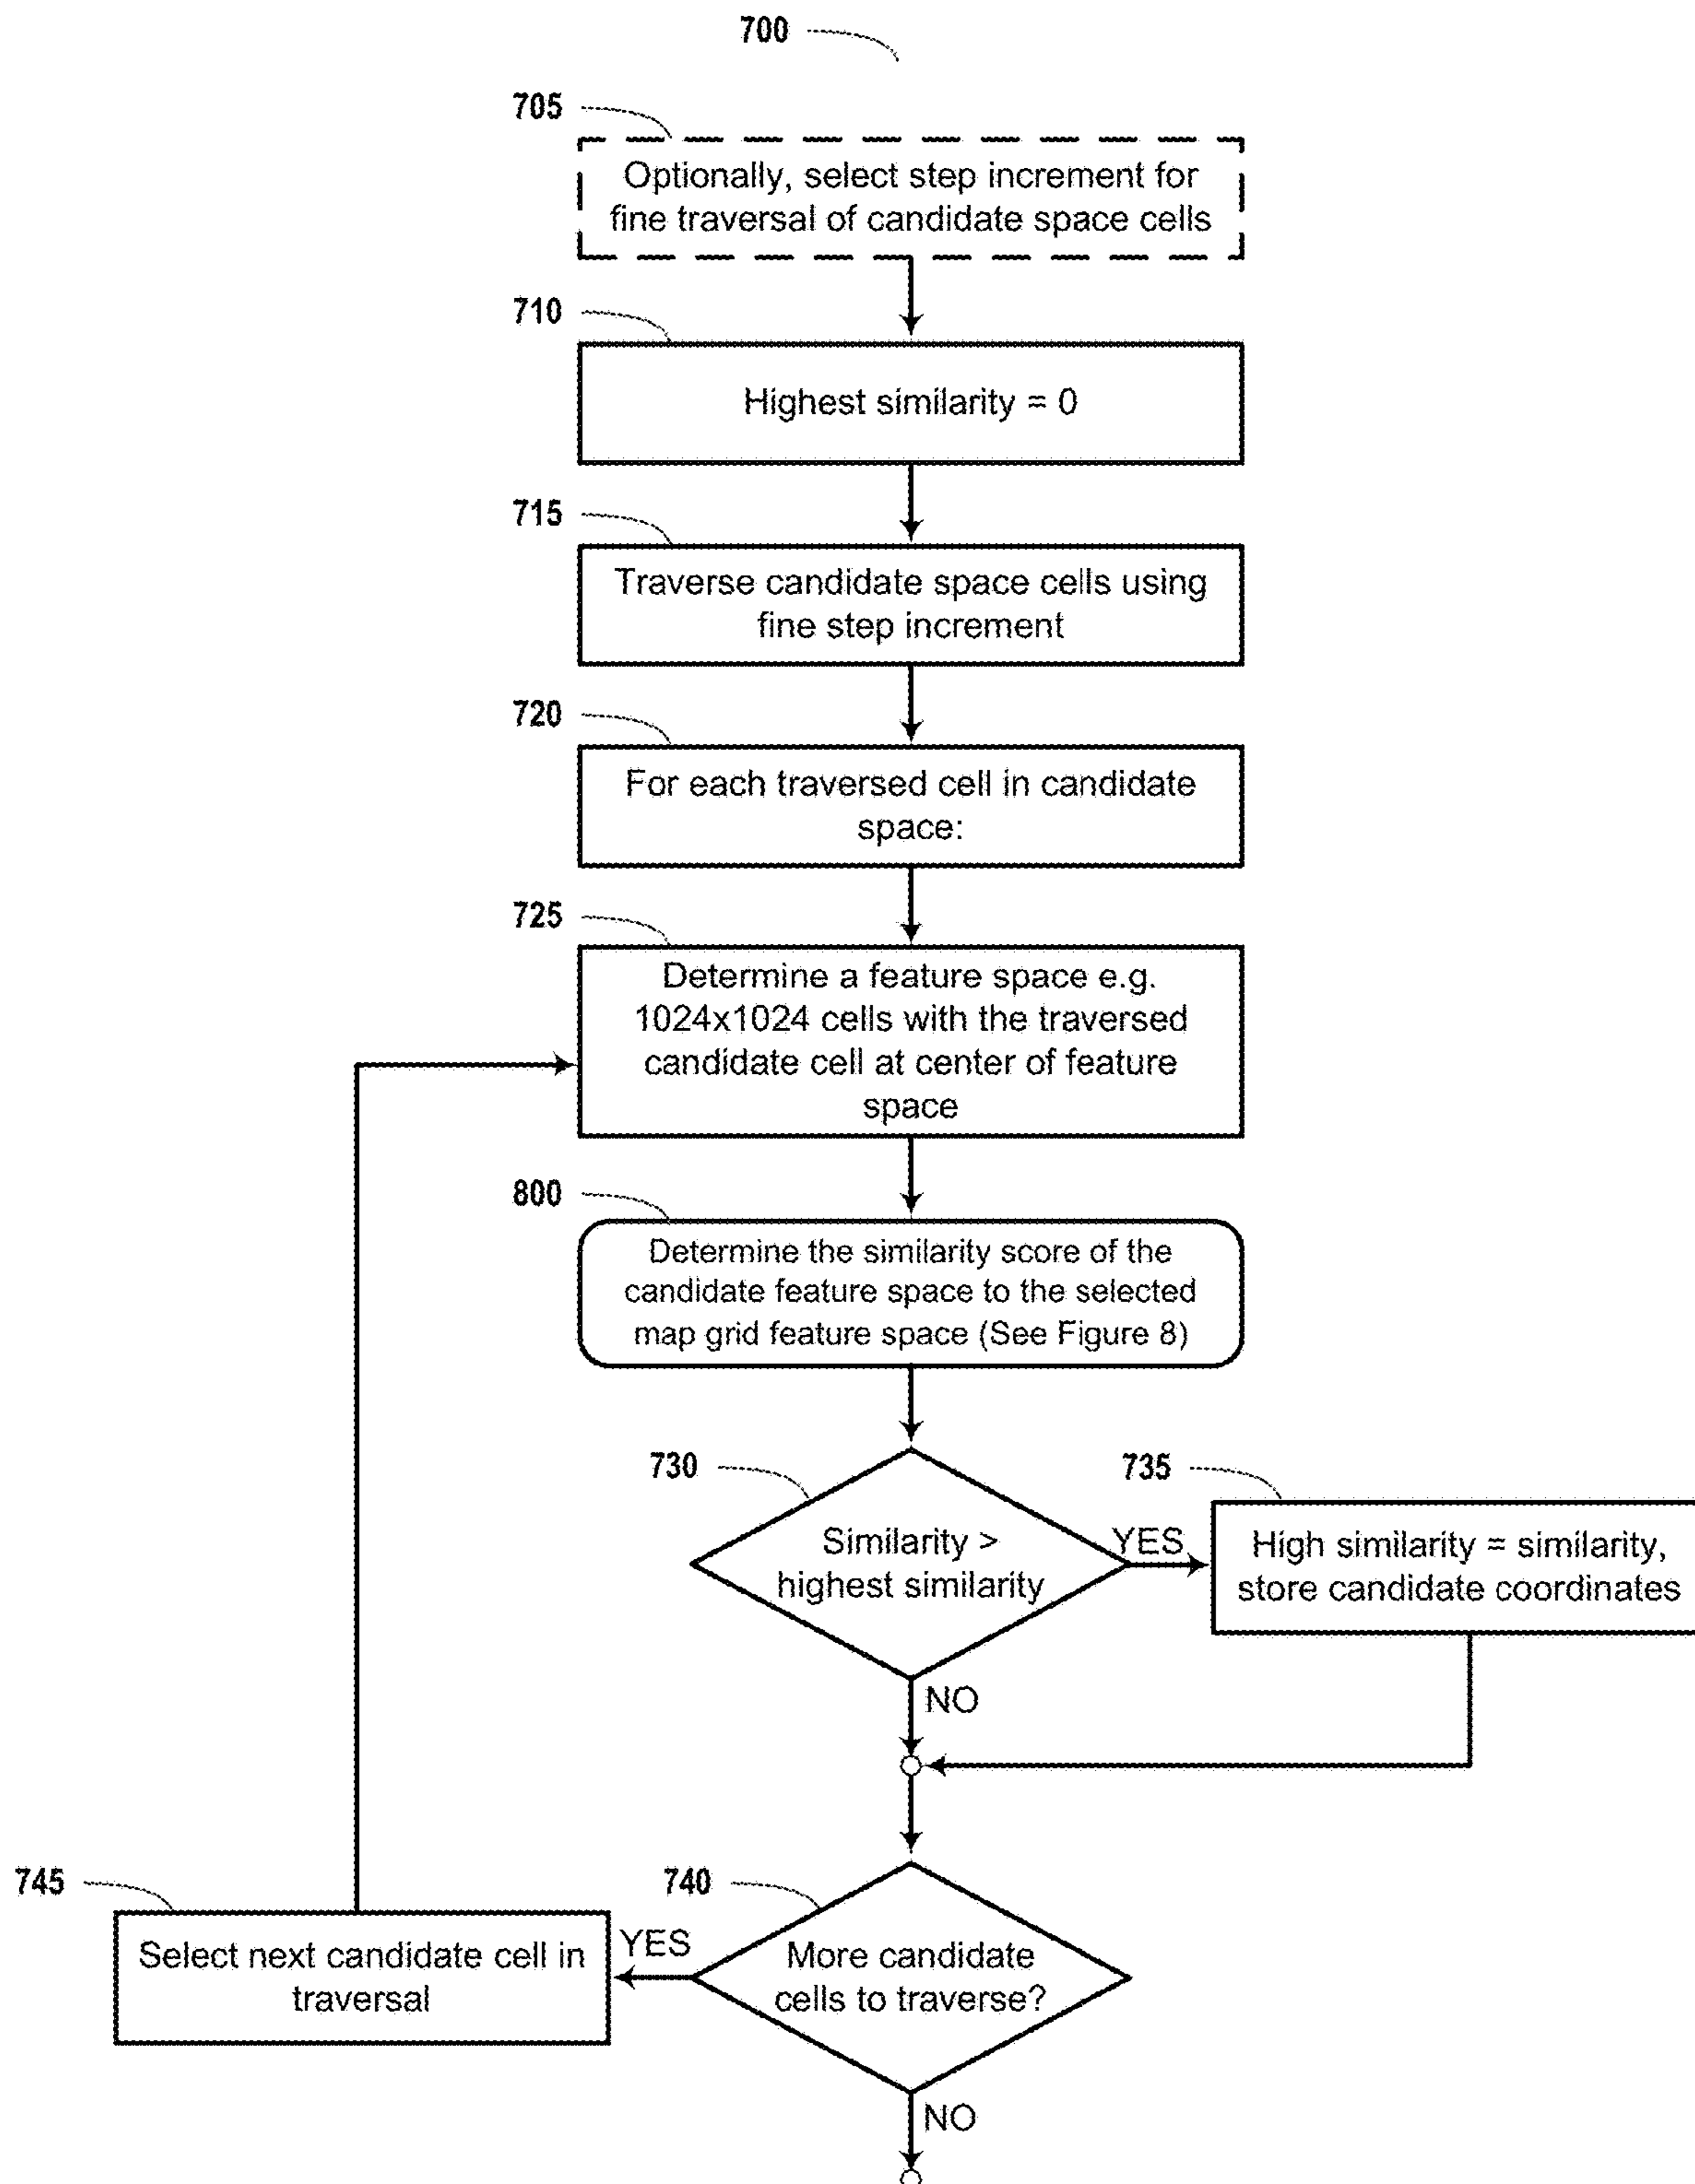 700
705
Optionally, select step increment for
fine traversal of candidate space cells
710
Highest similarity = 0
715
Traverse candidate space cells using
fine step increment
720
For each traversed cell in candidate
space:
725
Determine a feature space e.g.
1024x1024 cells with the traversed
candidate cell at center of feature
space
800
Determine the similarity score of the
candidate feature space to the selected
map grid feature space (See Figure 8)
730
Similarity >
highest similarity
YES
735
High similarity = similarity,
store candidate coordinates
NO
740
More candidate
cells to traverse?
YES
745
Select next candidate cell in
traversal
NO